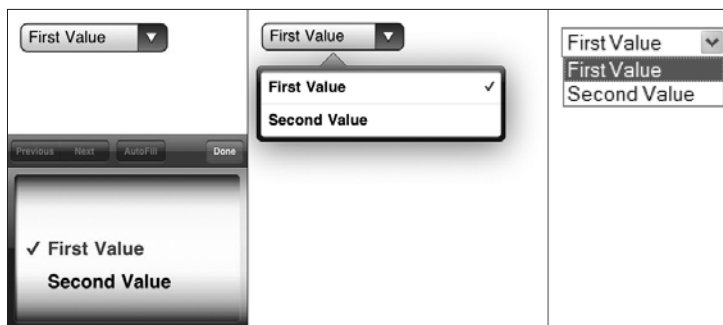 First Value
Previous Next AutoFill Done
✓ First Value
Second Value
First Value
First Value ✓
Second Value
First Value
First Value
Second Value